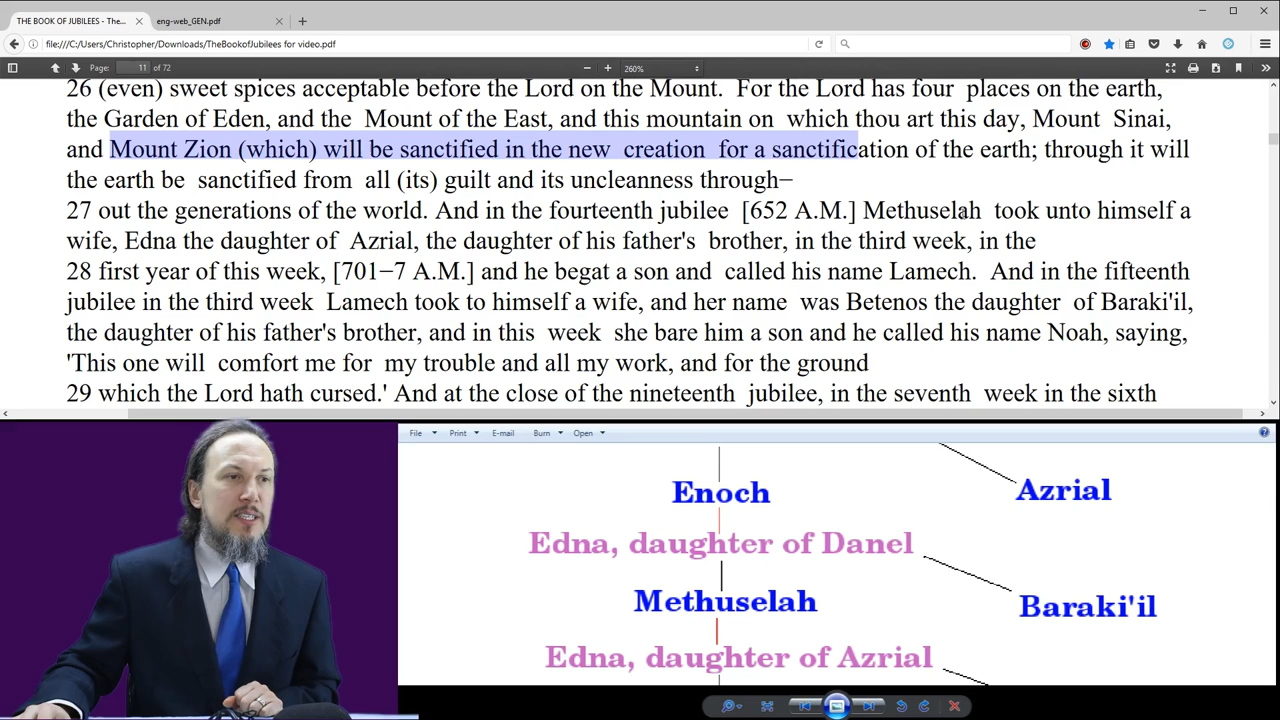 THE BOOK OF JUBILEES - The...
eng-web_GEN.pdf
file:///C:/Users/Christopher/Downloads/TheBookofJubilees for video.pdf
Page: 11 of 72
260%
26 (even) sweet spices acceptable before the Lord on the Mount. For the Lord has four places on the earth,
the Garden of Eden, and the Mount of the East, and this mountain on which thou art this day, Mount Sinai,
and Mount Zion (which) will be sanctified in the new creation for a sanctification of the earth; through it will
the earth be sanctified from all (its) guilt and its uncleanness through−
27 out the generations of the world. And in the fourteenth jubilee [652 A.M.] Methuselah took unto himself a
wife, Edna the daughter of Azrial, the daughter of his father's brother, in the third week, in the
28 first year of this week, [701−7 A.M.] and he begat a son and called his name Lamech. And in the fifteenth
jubilee in the third week Lamech took to himself a wife, and her name was Betenos the daughter of Baraki'il,
the daughter of his father's brother, and in this week she bare him a son and he called his name Noah, saying,
'This one will comfort me for my trouble and all my work, and for the ground
29 which the Lord hath cursed.' And at the close of the nineteenth jubilee, in the seventh week in the sixth
File Print E-mail Burn Open
Enoch
Azrial
Edna, daughter of Danel
Methuselah
Baraki'il
Edna, daughter of Azrial